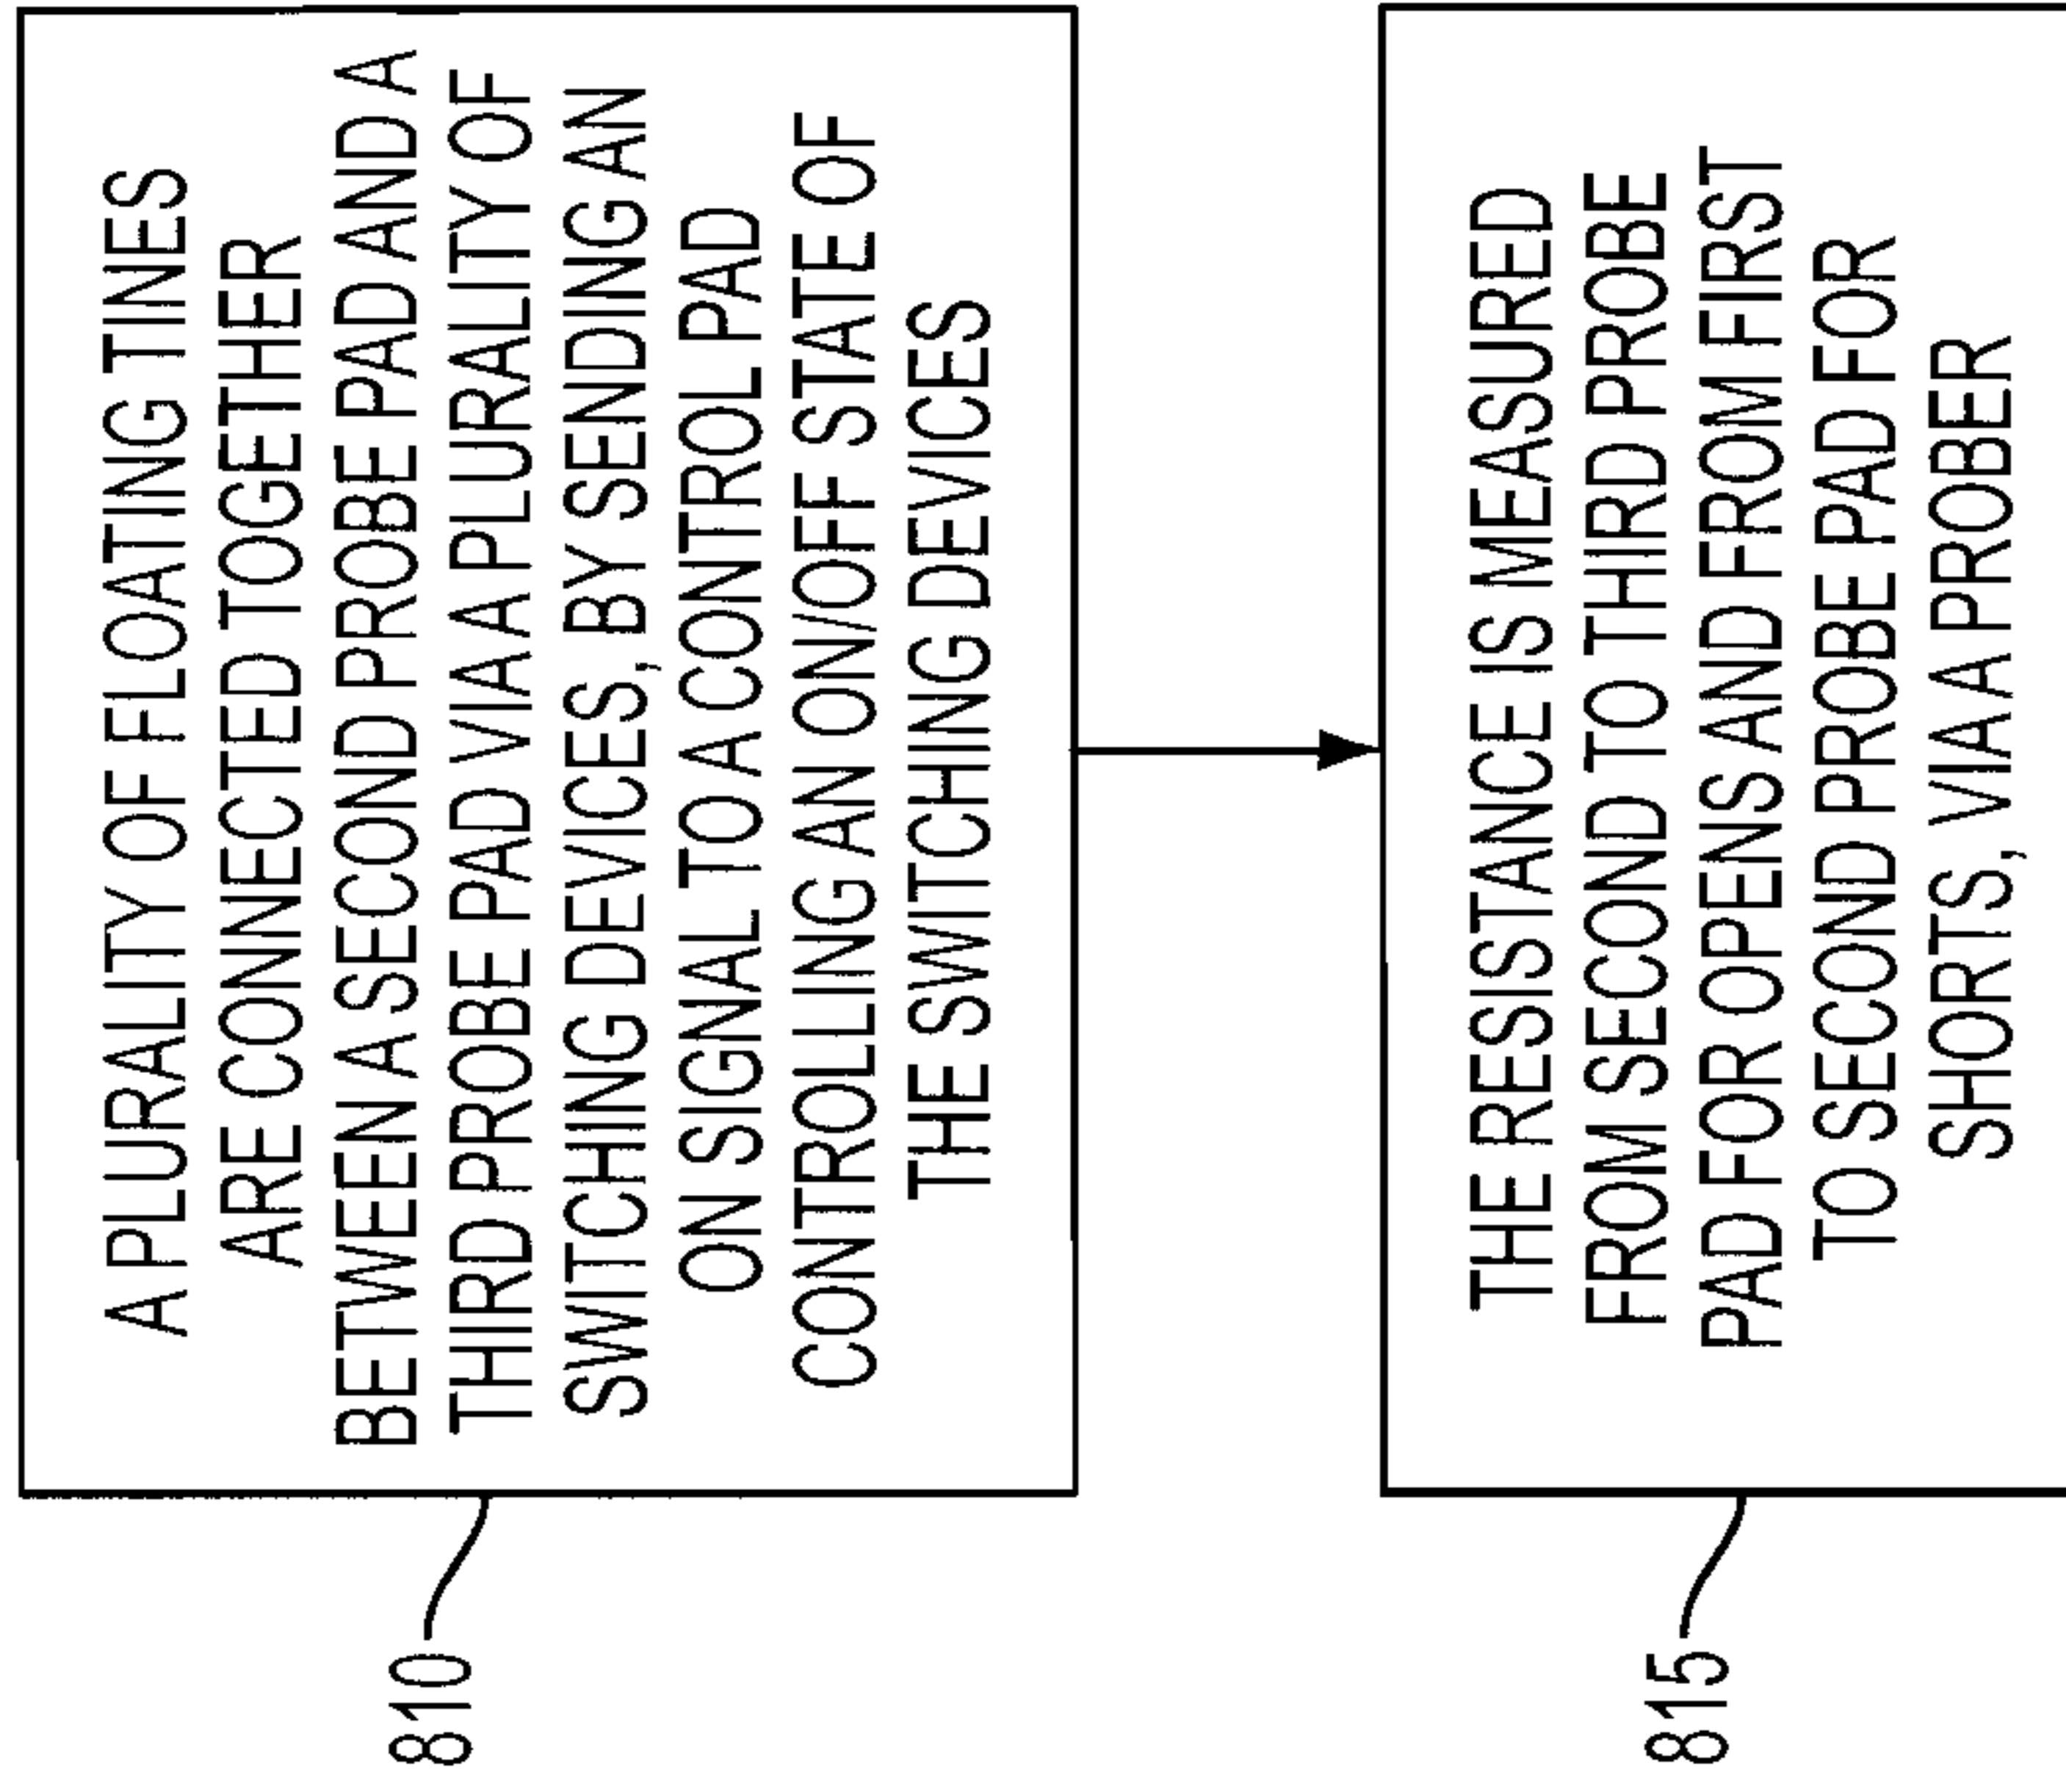 A PLURALITY OF FLOATING TINES
ARE CONNECTED TOGETHER
BETWEEN A SECOND PROBE PAD AND A
THIRD PROBE PAD VIA A PLURALITY OF
SWITCHING DEVICES, BY SENDING AN
ON SIGNAL TO A CONTROL PAD
CONTROLLING AN ON/OFF STATE OF
THE SWITCHING DEVICES
810
THE RESISTANCE IS MEASURED
FROM SECOND TO THIRD PROBE
PAD FOR OPENS AND FROM FIRST
TO SECOND PROBE PAD FOR
SHORTS, VIA A PROBER
815